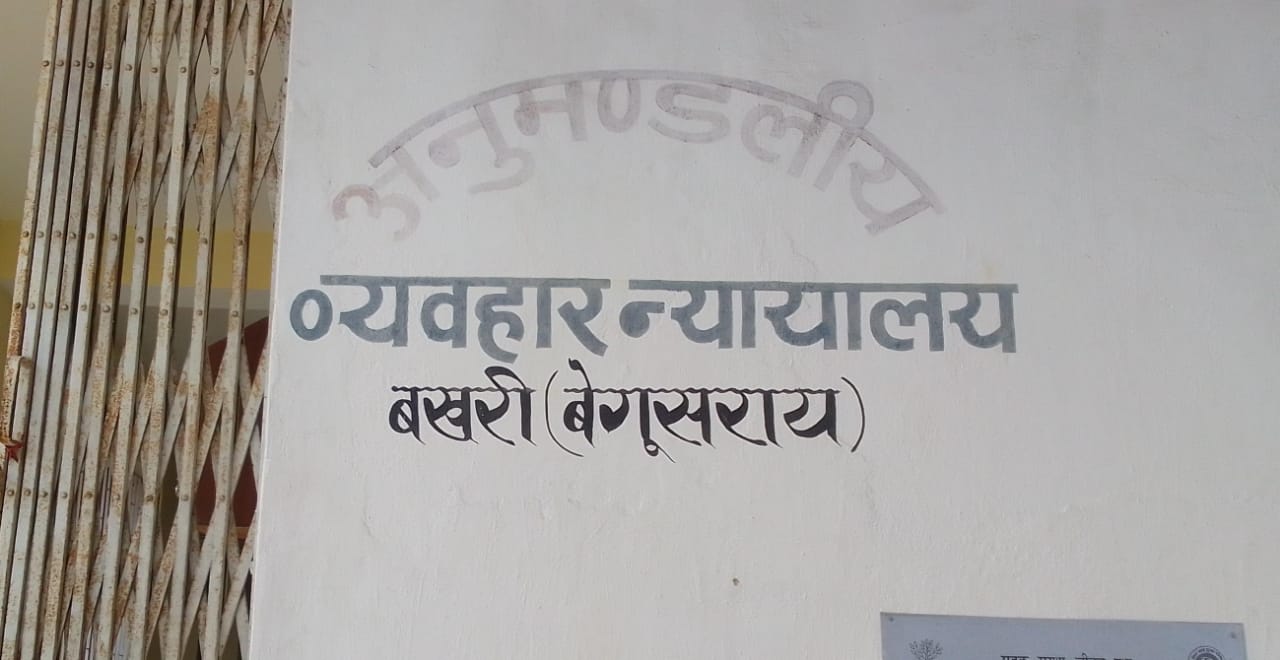 अनुमण्डलीय
व्यवहार न्यायालय
बखरी (बेगूसराय)